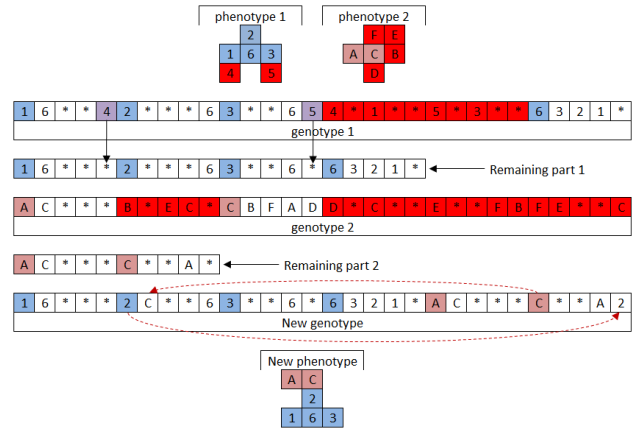 phenotype 1 phenotype 2
2 F E
1 6 3 A C B
4 5 D
1 6 * * 4 2 * * * 6 3 * * 6 5 4 * 1 * * 5 * 3 * * 6 3 2 1 *
genotype 1
1 6 * * * 2 * * * 6 3 * * 6 * 6 3 2 1 * Remaining part 1
A C * * * B * E C * C B F A D D * C * * E * * F B F E * * C
genotype 2
A C * * * C * * A * Remaining part 2
1 6 * * * 2 C * * 6 3 * * 6 * 6 3 2 1 * A C * * * C * * A 2
New genotype
New phenotype
A C
2
1 6 3